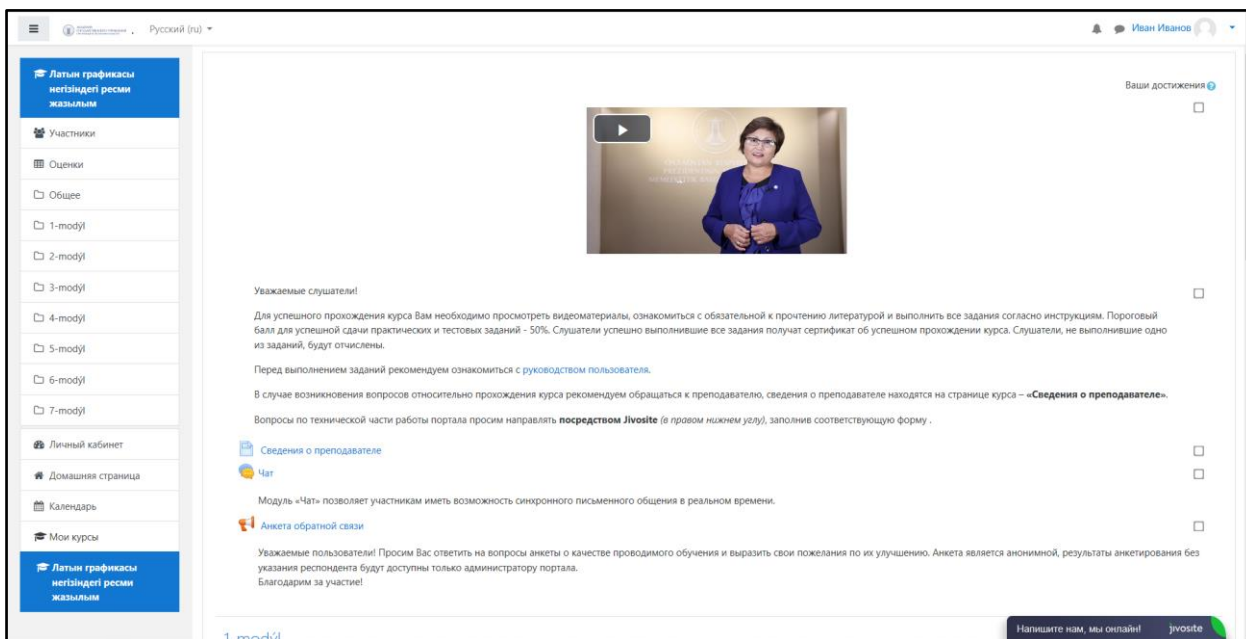 Русский (ru)
Иван Иванов
Латын графикасы
негізіндегі ресми
жазылым
Участники
Оценки
Общее
1-modýl
2-modýl
3-modýl
4-modýl
5-modýl
6-modýl
7-modýl
Личный кабинет
Домашняя страница
Календарь
Мои курсы
Латын графикасы
негізіндегі ресми
жазылым
Ваши достижения
Уважаемые слушатели!
Для успешного прохождения курса Вам необходимо просмотреть видеоматериалы, ознакомиться с обязательной к прочтению литературой и выполнить все задания согласно инструкциям. Пороговый
балл для успешной сдачи практических и тестовых заданий - 50%. Слушатели успешно выполнившие все задания получат сертификат об успешном прохождении курса. Слушатели, не выполнившие одно
из заданий, будут отчислены.
Перед выполнением заданий рекомендуем ознакомиться с руководством пользователя.
В случае возникновения вопросов относительно прохождения курса рекомендуем обращаться к преподавателю, сведения о преподавателе находятся на странице курса – «Сведения о преподавателе».
Вопросы по технической части работы портала просим направлять посредством Jivosite (в правом нижнем углу), заполнив соответствующую форму .
Сведения о преподавателе
Чат
Модуль «Чат» позволяет участникам иметь возможность синхронного письменного общения в реальном времени.
Анкета обратной связи
Уважаемые пользователи! Просим Вас ответить на вопросы анкеты о качестве проводимого обучения и выразить свои пожелания по их улучшению. Анкета является анонимной, результаты анкетирования без
указания респондента будут доступны только администратору портала.
Благодарим за участие!
1-modýl
Напишите нам, мы онлайн! jivosite